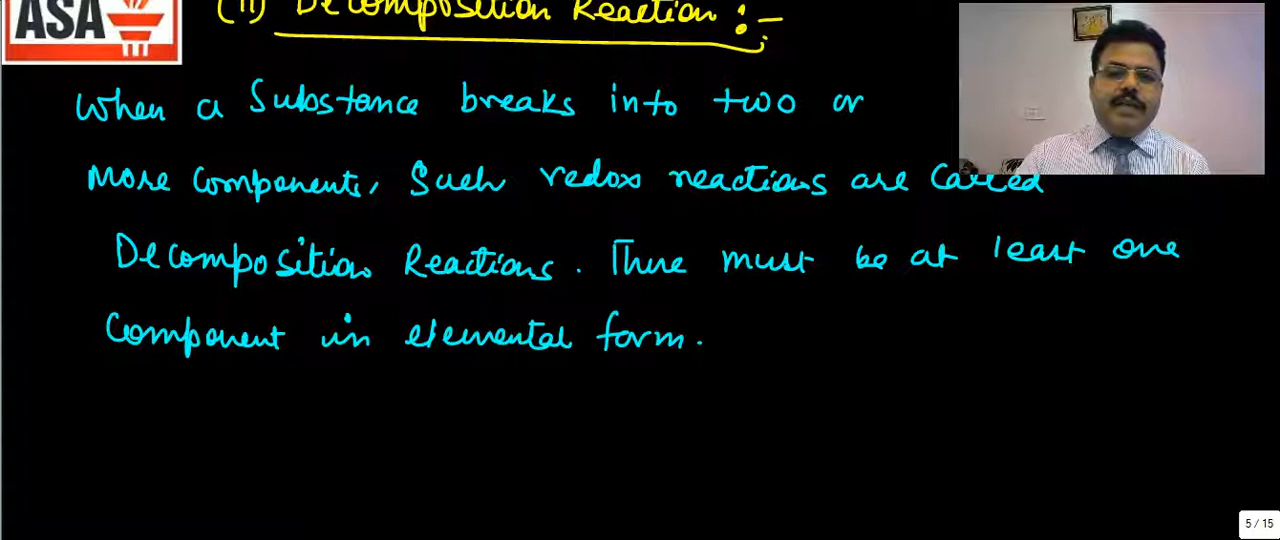 ASA
(ii) Decomposition Reaction :-
When a Substance breaks into two or
more components, Such redox reactions are called
Decomposition Reactions. There must be at least one
Component in elemental form.
5 / 15